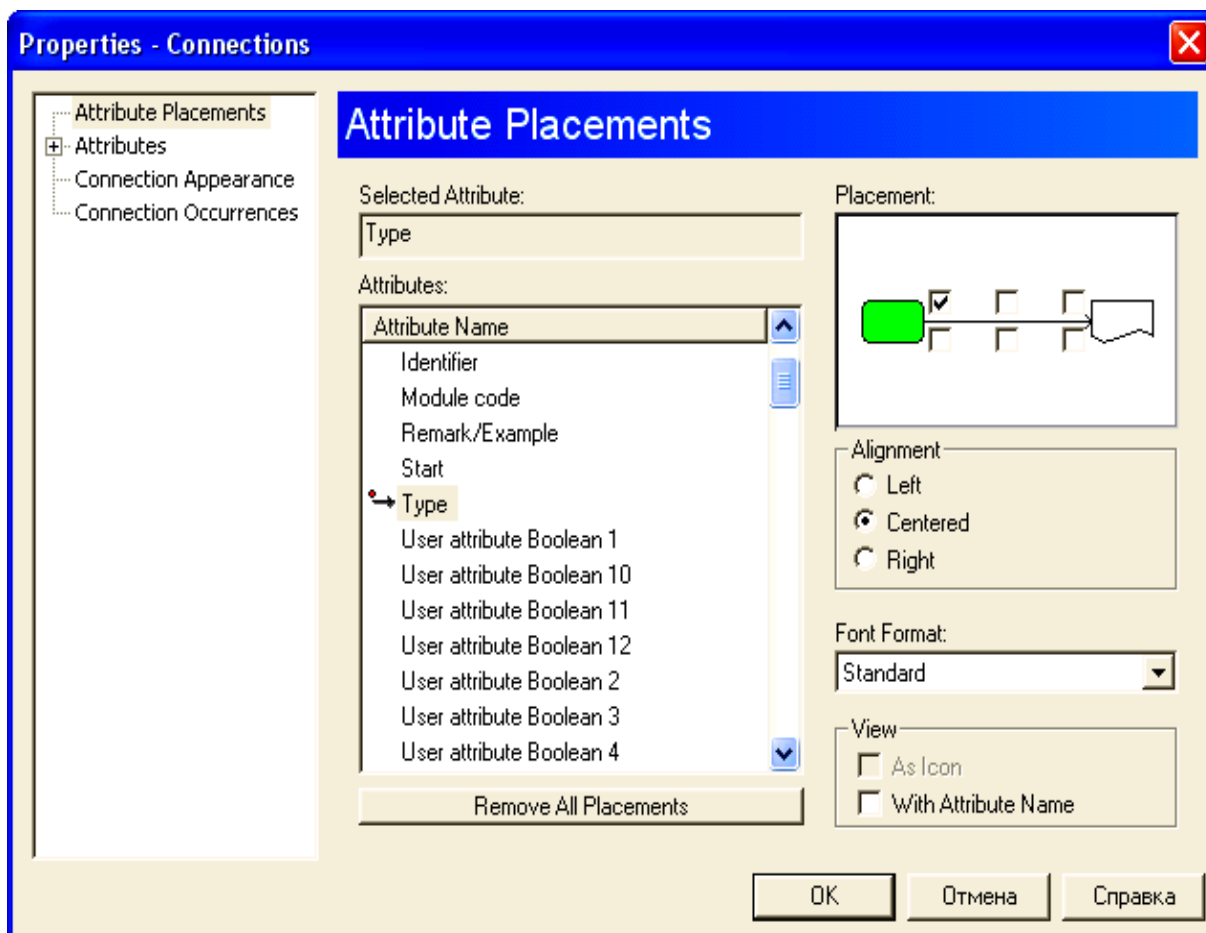 Properties - Connections
Attribute Placements
Attributes
Connection Appearance
Connection Occurrences
Attribute Placements
Selected Attribute:
Type
Attributes:
Attribute Name
Identifier
Module code
Remark/Example
Start
Type
User attribute Boolean 1
User attribute Boolean 10
User attribute Boolean 11
User attribute Boolean 12
User attribute Boolean 2
User attribute Boolean 3
User attribute Boolean 4
Remove All Placements
Placement:
Alignment
Left
Centered
Right
Font Format:
Standard
View
As Icon
With Attribute Name
OK
Отмена
Справка